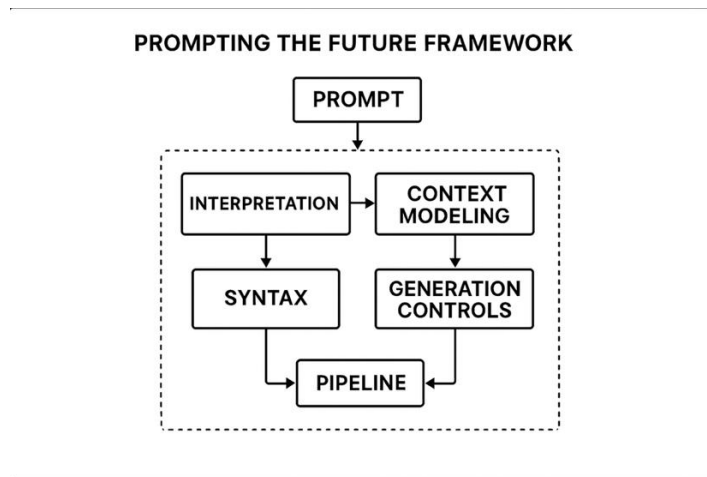 PROMPTING THE FUTURE FRAMEWORK
PROMPT
INTERPRETATION
CONTEXT
MODELING
SYNTAX
GENERATION
CONTROLS
PIPELINE